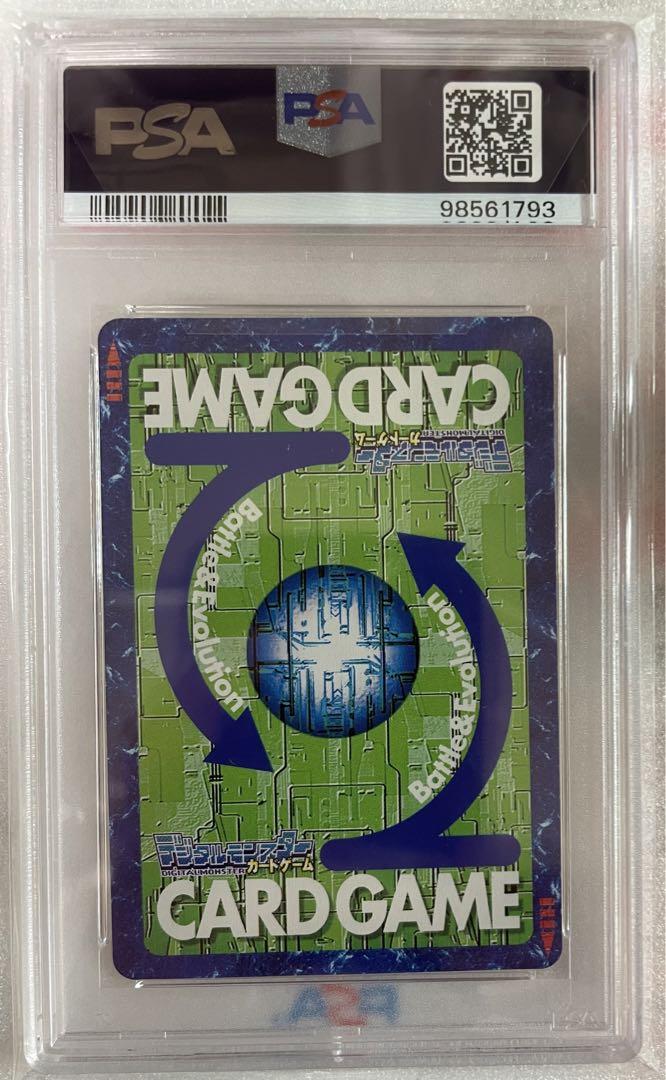 PSA
PSA
98561793
CARD GAME
デジタルモンスター
DIGITAL MONSTER
カードゲーム
Battle&Evolution
Battle&Evolution
デジタルモンスター
DIGITAL MONSTER カードゲーム
CARD GAME
PSA
PSA